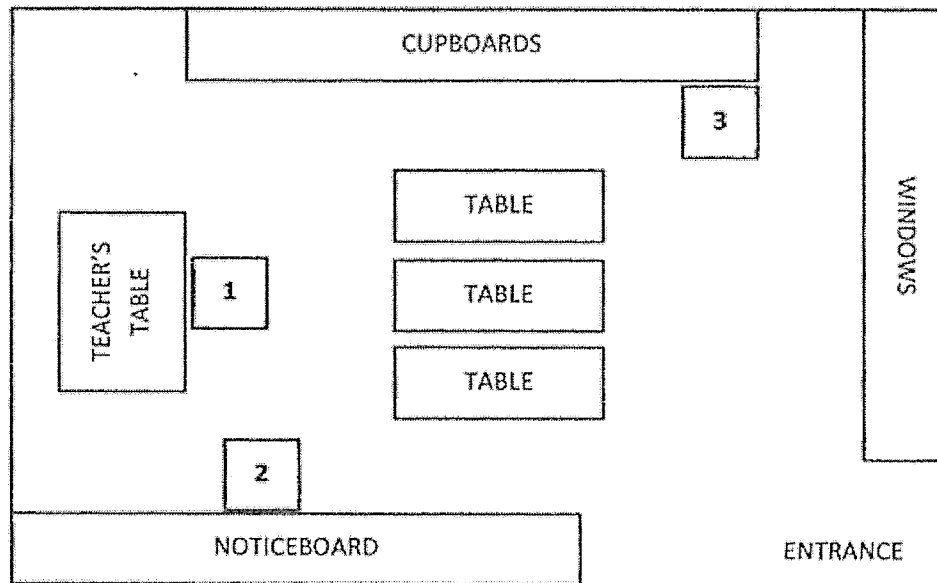 CUPBOARDS
3
TABLE
WINDOWS
TEACHER'S
TABLE
1
TABLE
TABLE
2
NOTICEBOARD
ENTRANCE